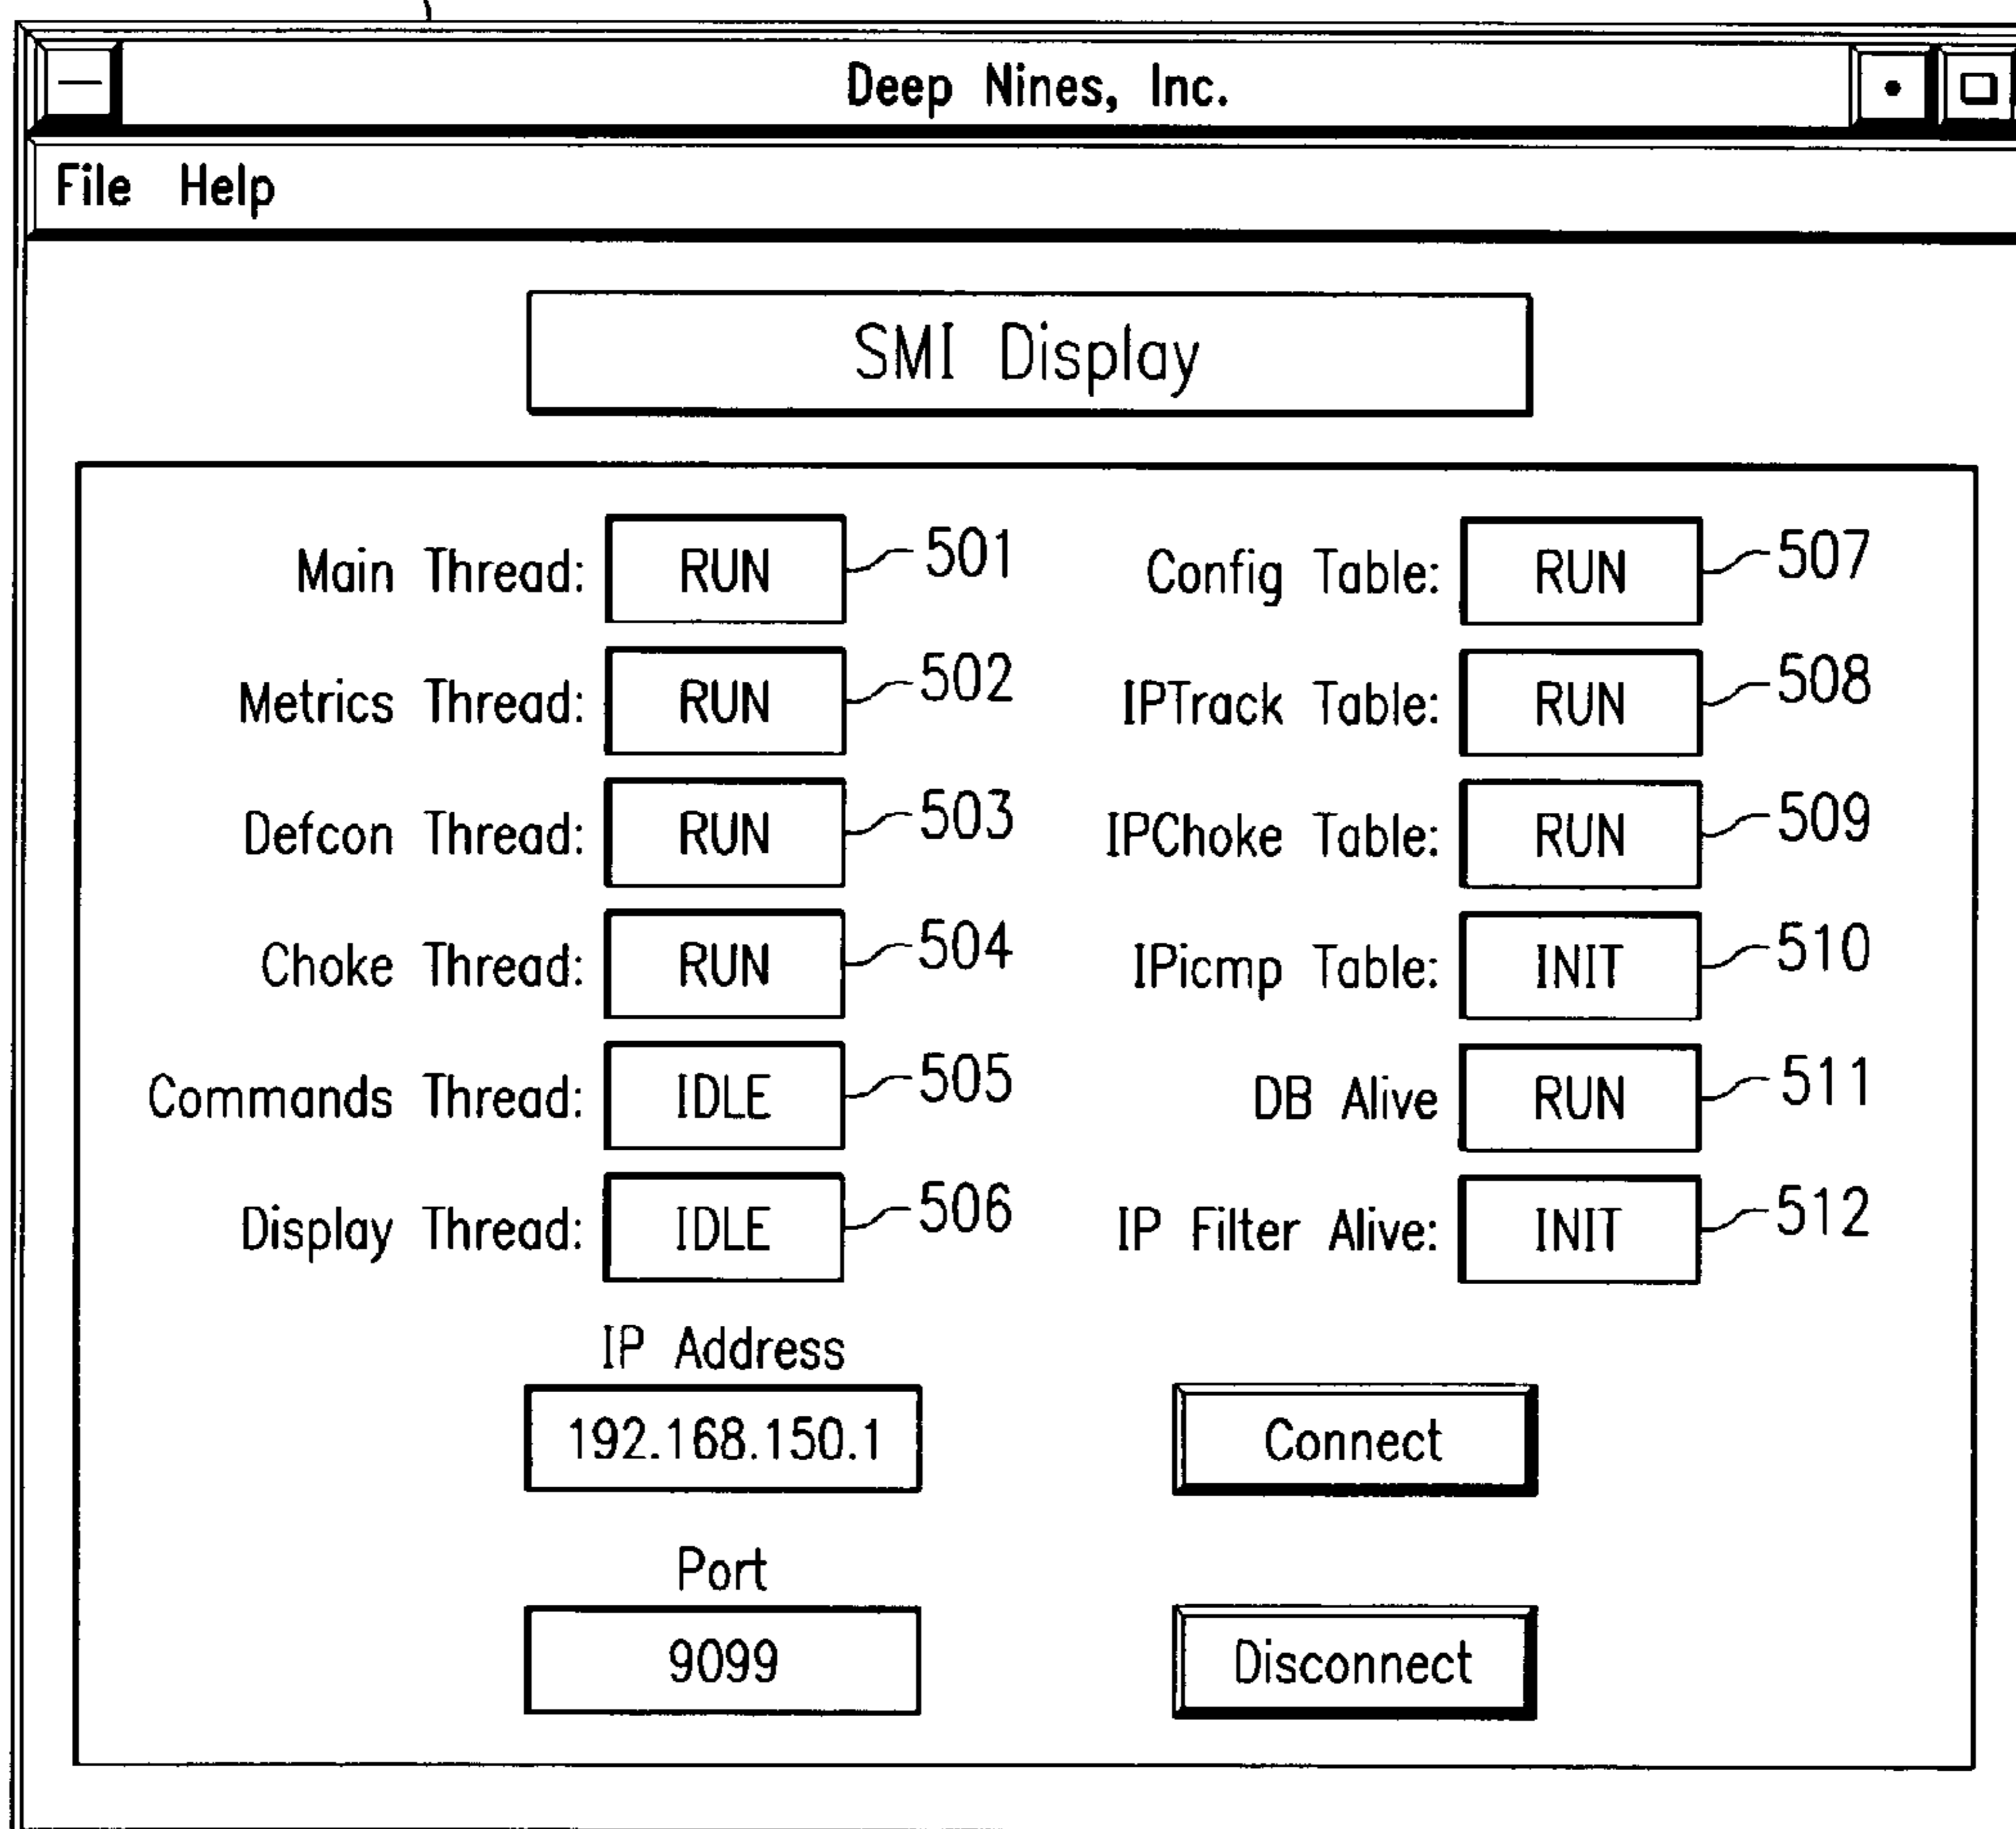 Deep Nines, Inc.
File Help
SMI Display
Main Thread: RUN 501 Config Table: RUN 507
Metrics Thread: RUN 502 IPTrack Table: RUN 508
Defcon Thread: RUN 503 IPChoke Table: RUN 509
Choke Thread: RUN 504 IPicmp Table: INIT 510
Commands Thread: IDLE 505 DB Alive RUN 511
Display Thread: IDLE 506 IP Filter Alive: INIT 512
IP Address
192.168.150.1 Connect
Port
9099 Disconnect